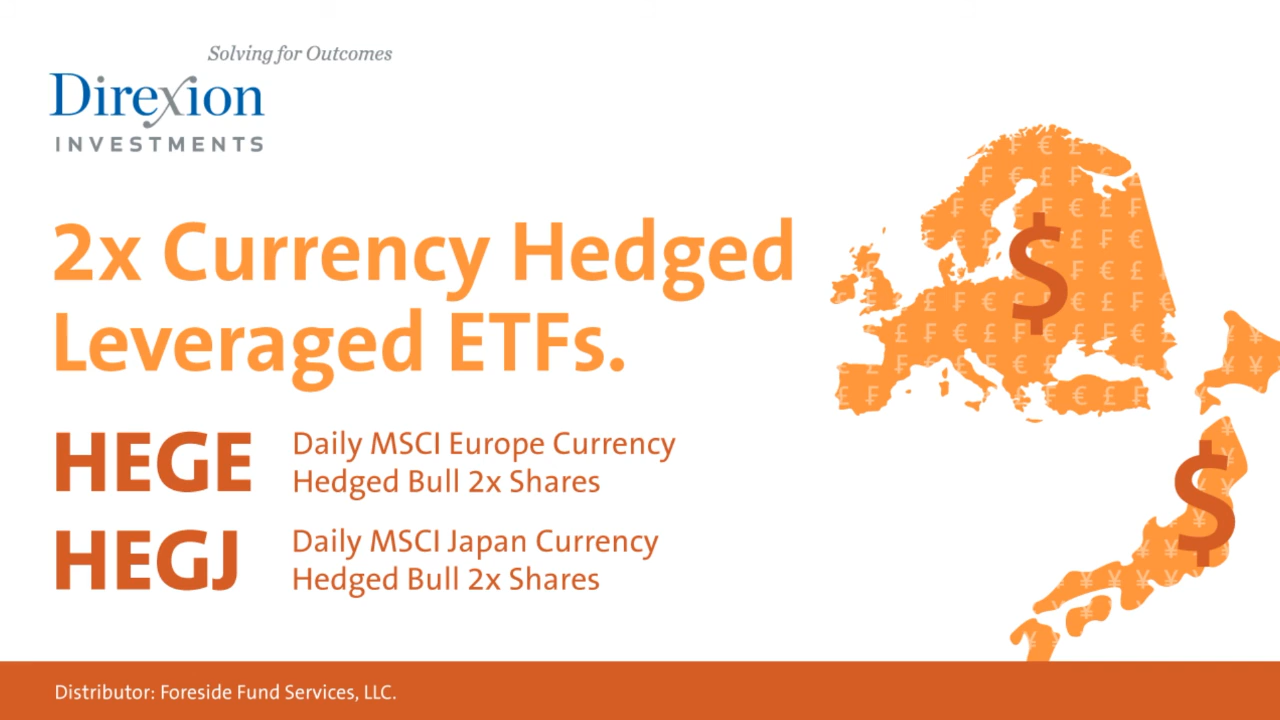 Solving for Outcomes
Direxion
INVESTMENTS
2x Currency Hedged
Leveraged ETFs.
HEGE
Daily MSCI Europe Currency
Hedged Bull 2x Shares
HEGJ
Daily MSCI Japan Currency
Hedged Bull 2x Shares
$
$
Distributor: Foreside Fund Services, LLC.